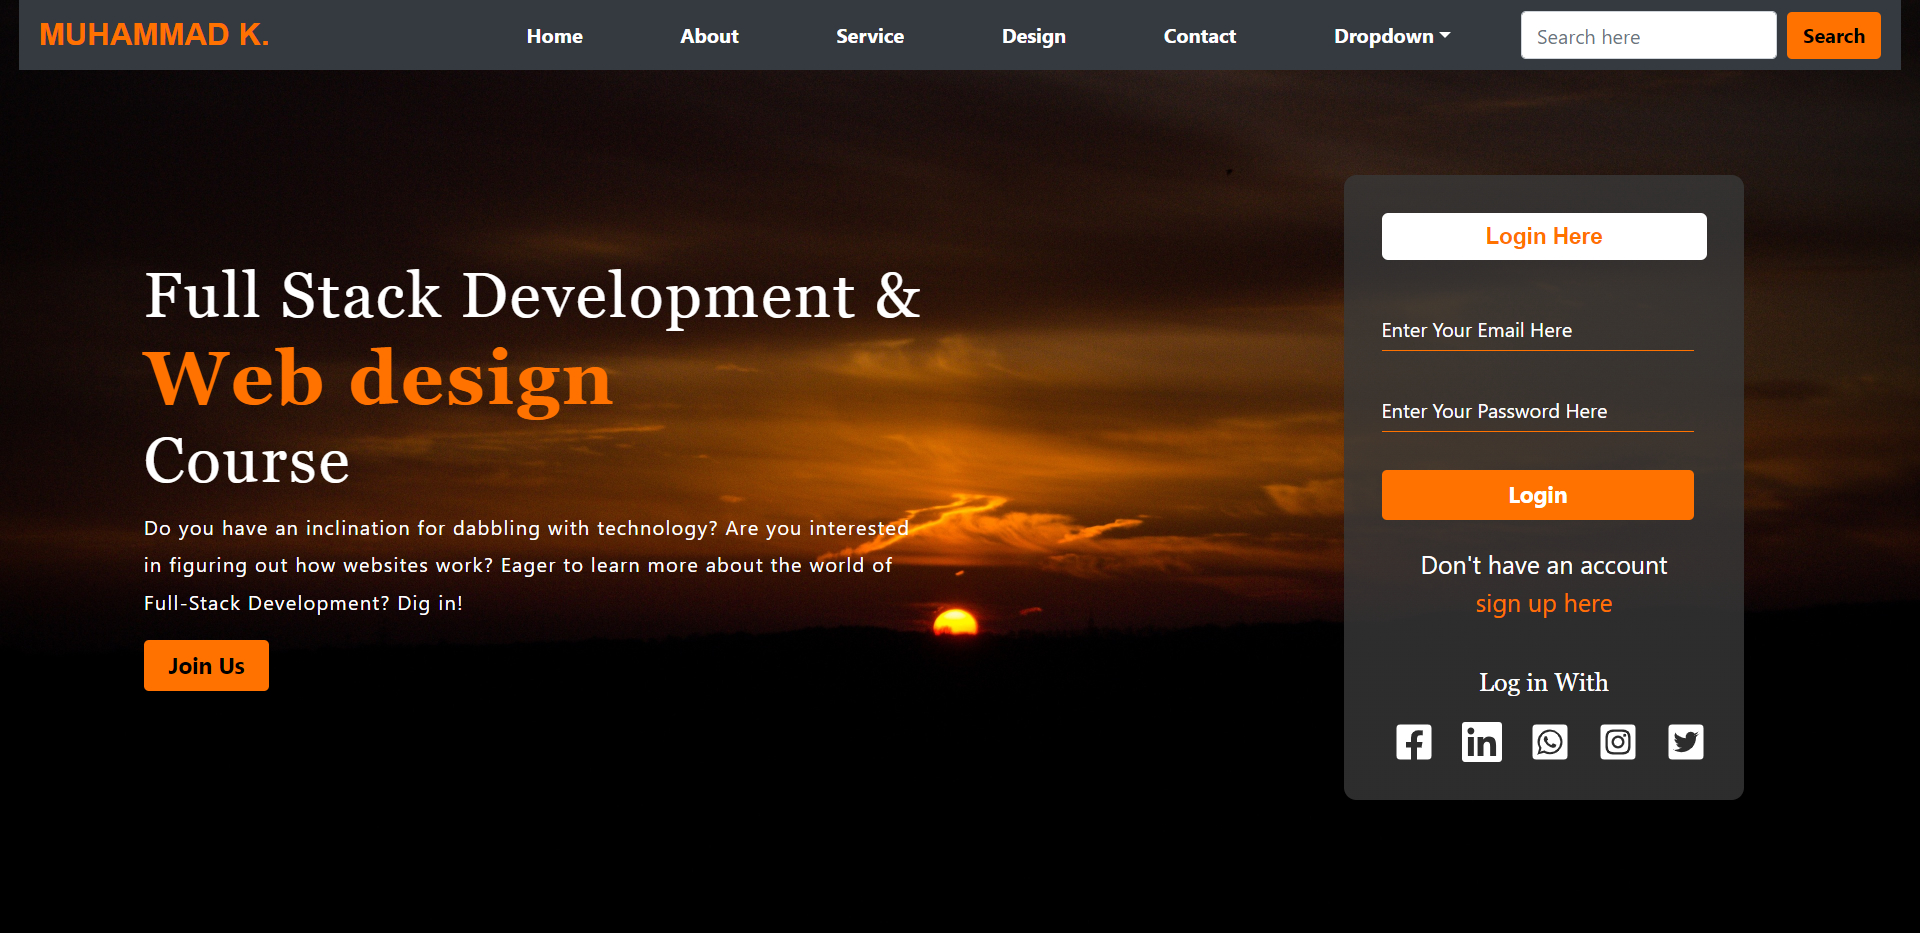 MUHAMMAD K.
Home
About
Service
Design
Contact
Dropdown
Search here
Search
Full Stack Development &
Web design
Course
Do you have an inclination for dabbling with technology? Are you interested
in figuring out how websites work? Eager to learn more about the world of
Full-Stack Development? Dig in!
Join Us
Login Here
Enter Your Email Here
Enter Your Password Here
Login
Don't have an account
sign up here
Log in With